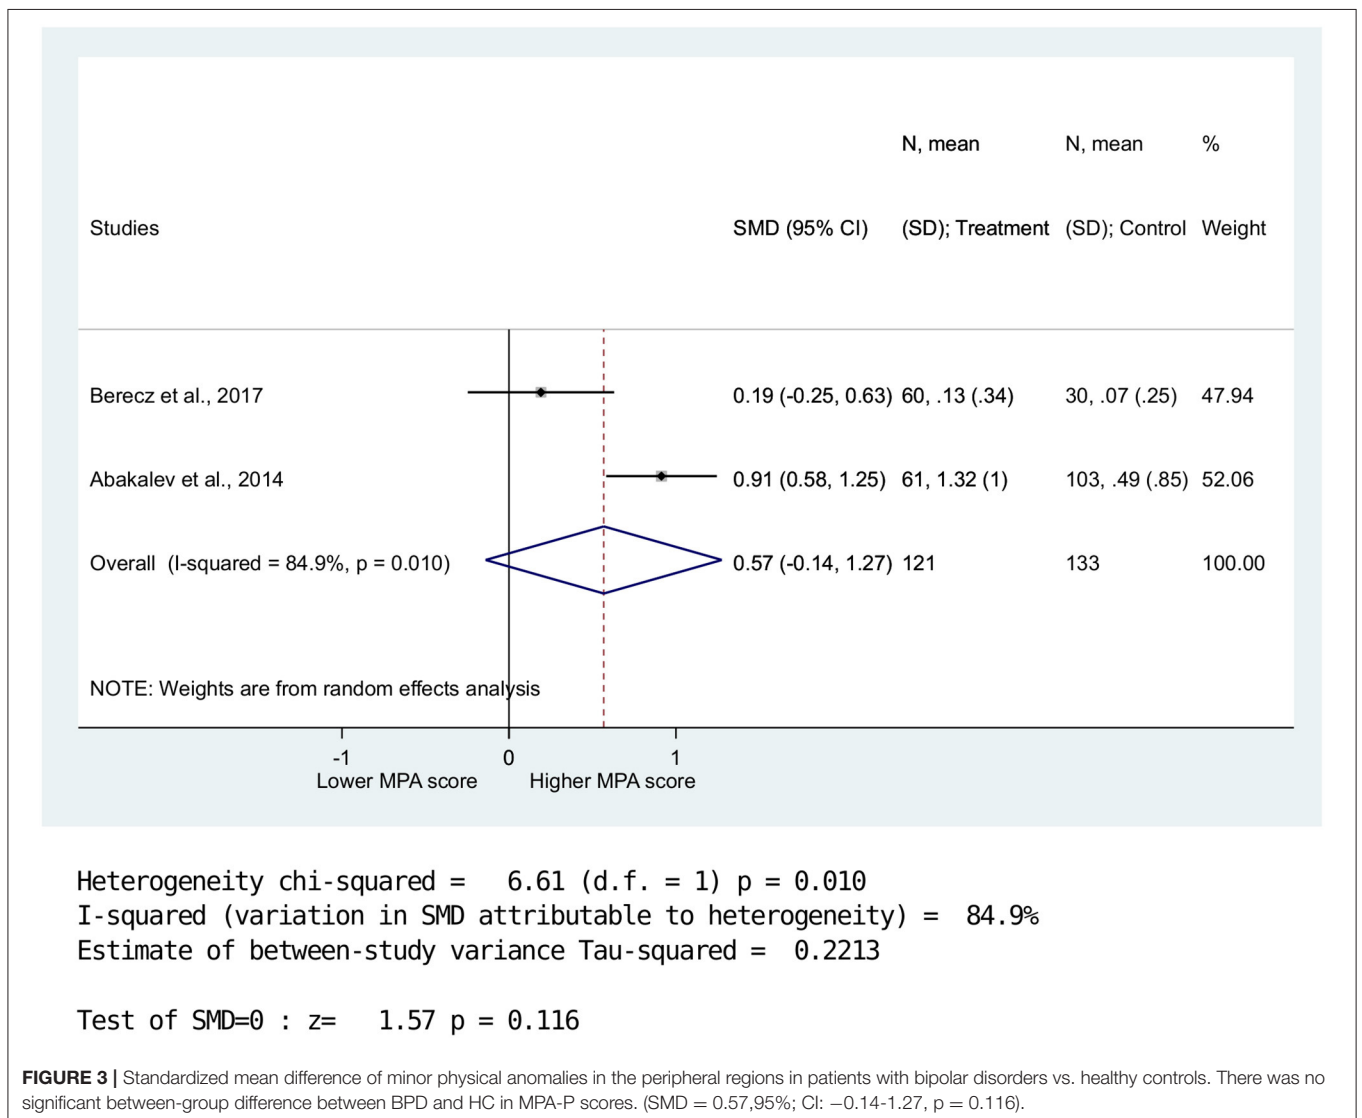 N, mean N, mean %
Studies SMD (95% CI) (SD); Treatment (SD); Control Weight
Berecz et al., 2017 0.19 (-0.25, 0.63) 60, .13 (.34) 30, .07 (.25) 47.94
Abakalev et al., 2014 0.91 (0.58, 1.25) 61, 1.32 (1) 103, .49 (.85) 52.06
Overall (I-squared = 84.9%, p = 0.010) 0.57 (-0.14, 1.27) 121 133 100.00
NOTE: Weights are from random effects analysis
-1 0 1
Lower MPA score Higher MPA score
Heterogeneity chi-squared = 6.61 (d.f. = 1) p = 0.010
I-squared (variation in SMD attributable to heterogeneity) = 84.9%
Estimate of between-study variance Tau-squared = 0.2213
Test of SMD=0 : z= 1.57 p = 0.116
FIGURE 3 | Standardized mean difference of minor physical anomalies in the peripheral regions in patients with bipolar disorders vs. healthy controls. There was no
significant between-group difference between BPD and HC in MPA-P scores. (SMD = 0.57,95%; CI: −0.14-1.27, p = 0.116).